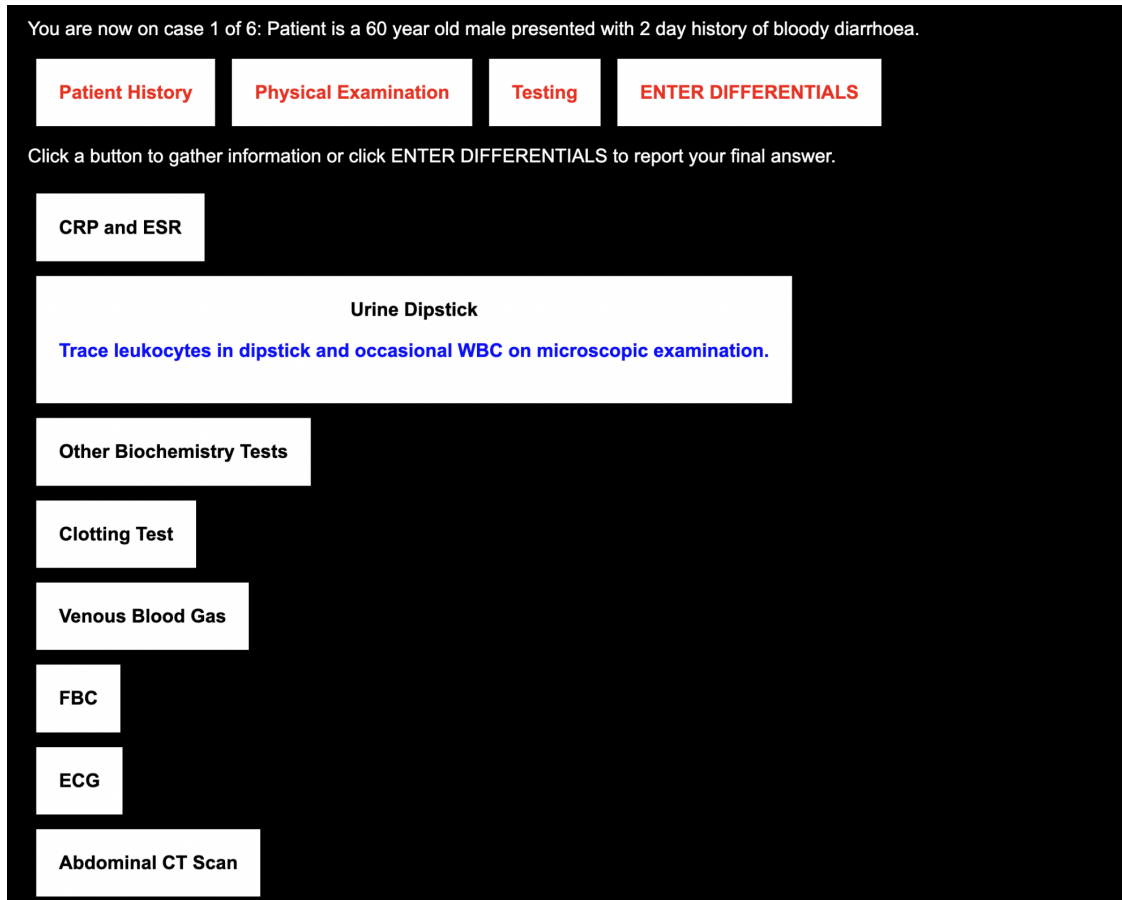 You are now on case 1 of 6: Patient is a 60 year old male presented with 2 day history of bloody diarrhoea.
Patient History Physical Examination Testing ENTER DIFFERENTIALS
Click a button to gather information or click ENTER DIFFERENTIALS to report your final answer.
CRP and ESR
Urine Dipstick
Trace leukocytes in dipstick and occasional WBC on microscopic examination.
Other Biochemistry Tests
Clotting Test
Venous Blood Gas
FBC
ECG
Abdominal CT Scan